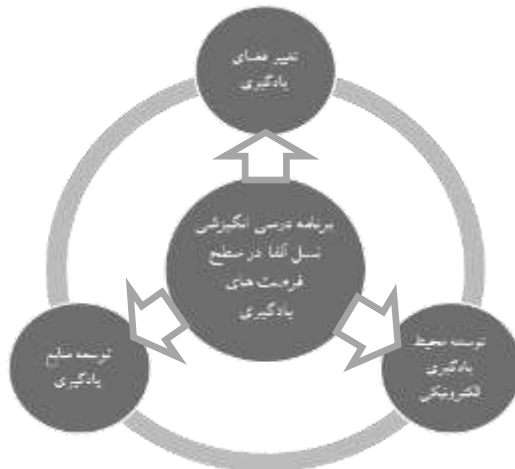 تغییر فضای
یادگیری
برنامه درسی انگیزشی
نسل آلفا در سطح
فرصت های
یادگیری
توسعه محیط
یادگیری
الکترونیکی
توسعه منابع
یادگیری